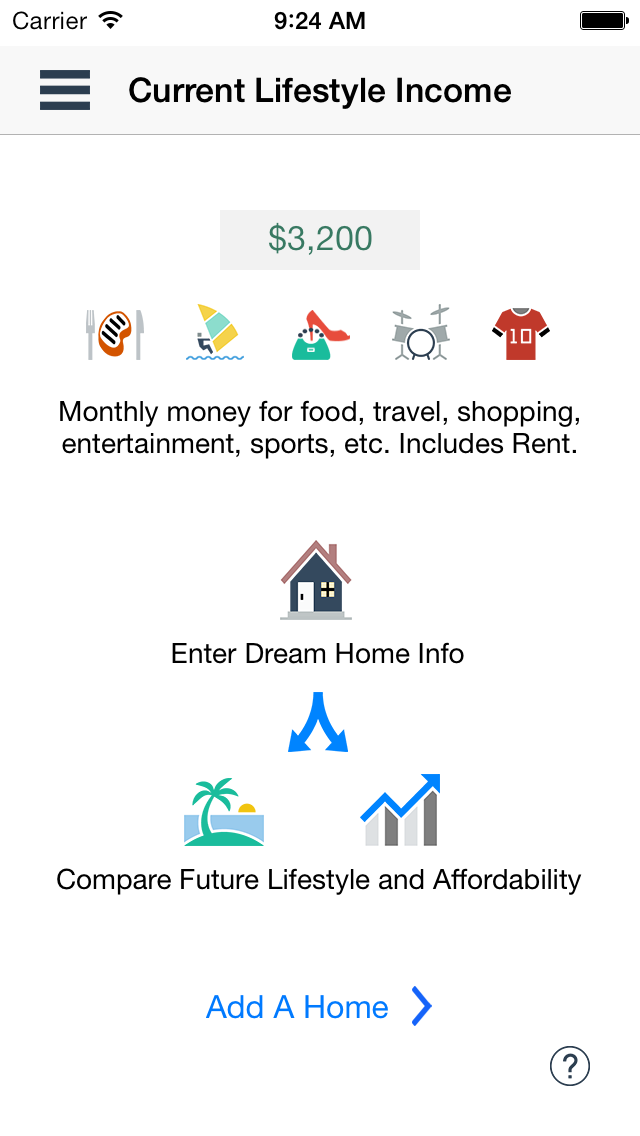 Carrier
9:24 AM
Current Lifestyle Income
$3,200
10
Monthly money for food, travel, shopping,
entertainment, sports, etc. Includes Rent.
Enter Dream Home Info
Compare Future Lifestyle and Affordability
Add A Home
?